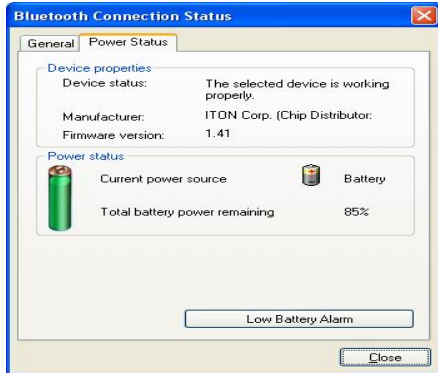 Bluetooth Connection Status
General Power Status
Device properties
Device status: The selected device is working
properly.
Manufacturer: ITON Corp. (Chip Distributor:
Firmware version: 1.41
Power status
Current power source Battery
Total battery power remaining 85%
Low Battery Alarm
Close